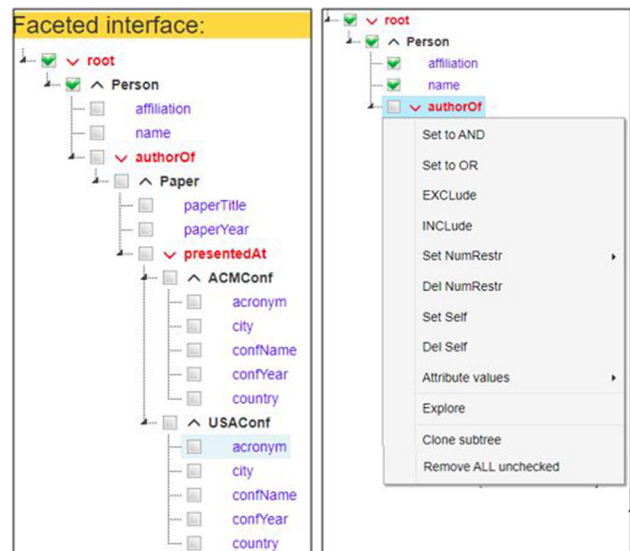 Faceted interface:
root
Person
affiliation
name
authorOf
Paper
paperTitle
paperYear
presentedAt
ACMConf
acronym
city
confName
confYear
country
USAConf
acronym
city
confName
confYear
country
root
Person
affiliation
name
authorOf
Set to AND
Set to OR
EXCLude
INCLude
Set NumRestr
Del NumRestr
Set Self
Del Self
Attribute values
Explore
Clone subtree
Remove ALL unchecked